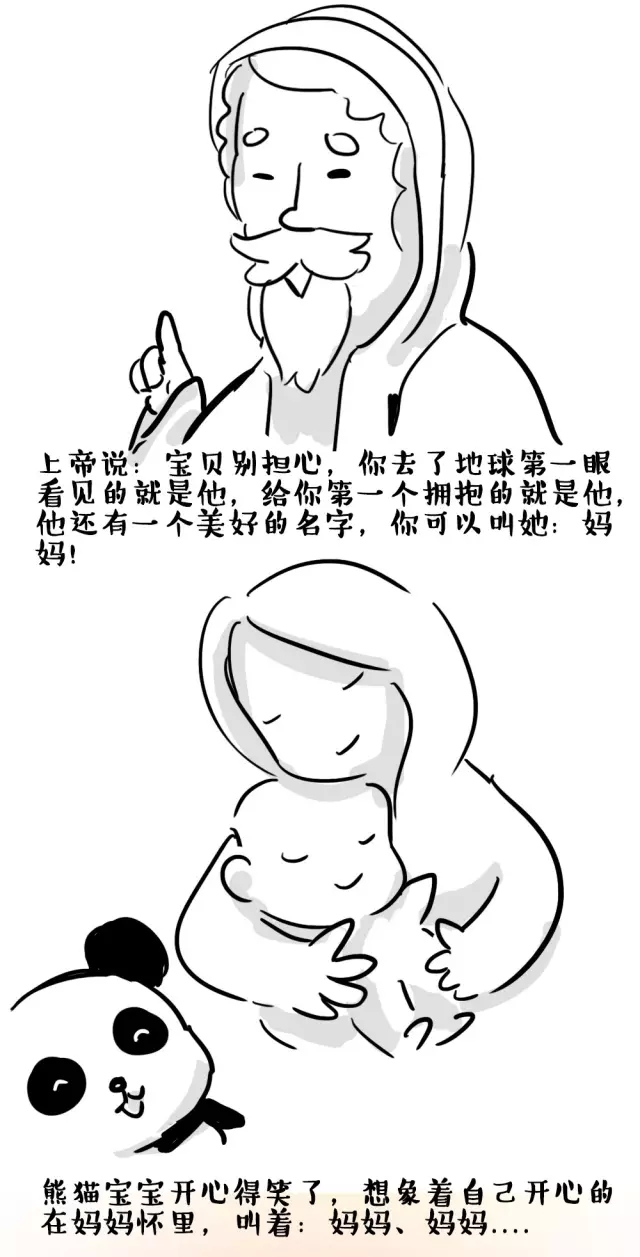 上帝说：宝贝别担心，你去了地球第一眼
看见的就是他，给你第一个拥抱的就是他，
他还有一个美好的名字，你可以叫她：妈
妈！
熊猫宝宝开心得笑了，想象着自己开心的
在妈妈怀里，叫着：妈妈、妈妈....